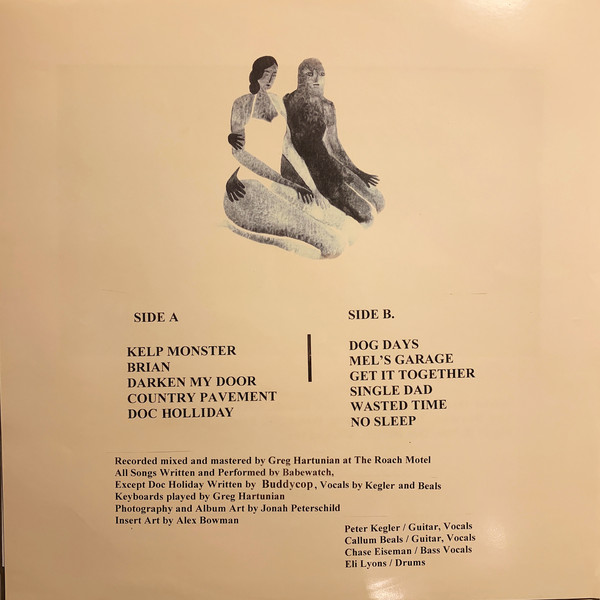 SIDE A
KELP MONSTER
BRIAN
DARKEN MY DOOR
COUNTRY PAVEMENT
DOC HOLLIDAY
SIDE B.
DOG DAYS
MEL'S GARAGE
GET IT TOGETHER
SINGLE DAD
WASTED TIME
NO SLEEP
Recorded mixed and mastered by Greg Hartunian at The Roach Motel
All Songs Written and Performed by Babewatch,
Except Doc Holiday Written by Buddycop, Vocals by Kegler and Beals
Keyboards played by Greg Hartunian
Photography and Album Art by Jonah Peterschild
Insert Art by Alex Bowman
Peter Kegler / Guitar, Vocals
Callum Beals / Guitar, Vocals
Chase Eiseman / Bass Vocals
Eli Lyons / Drums